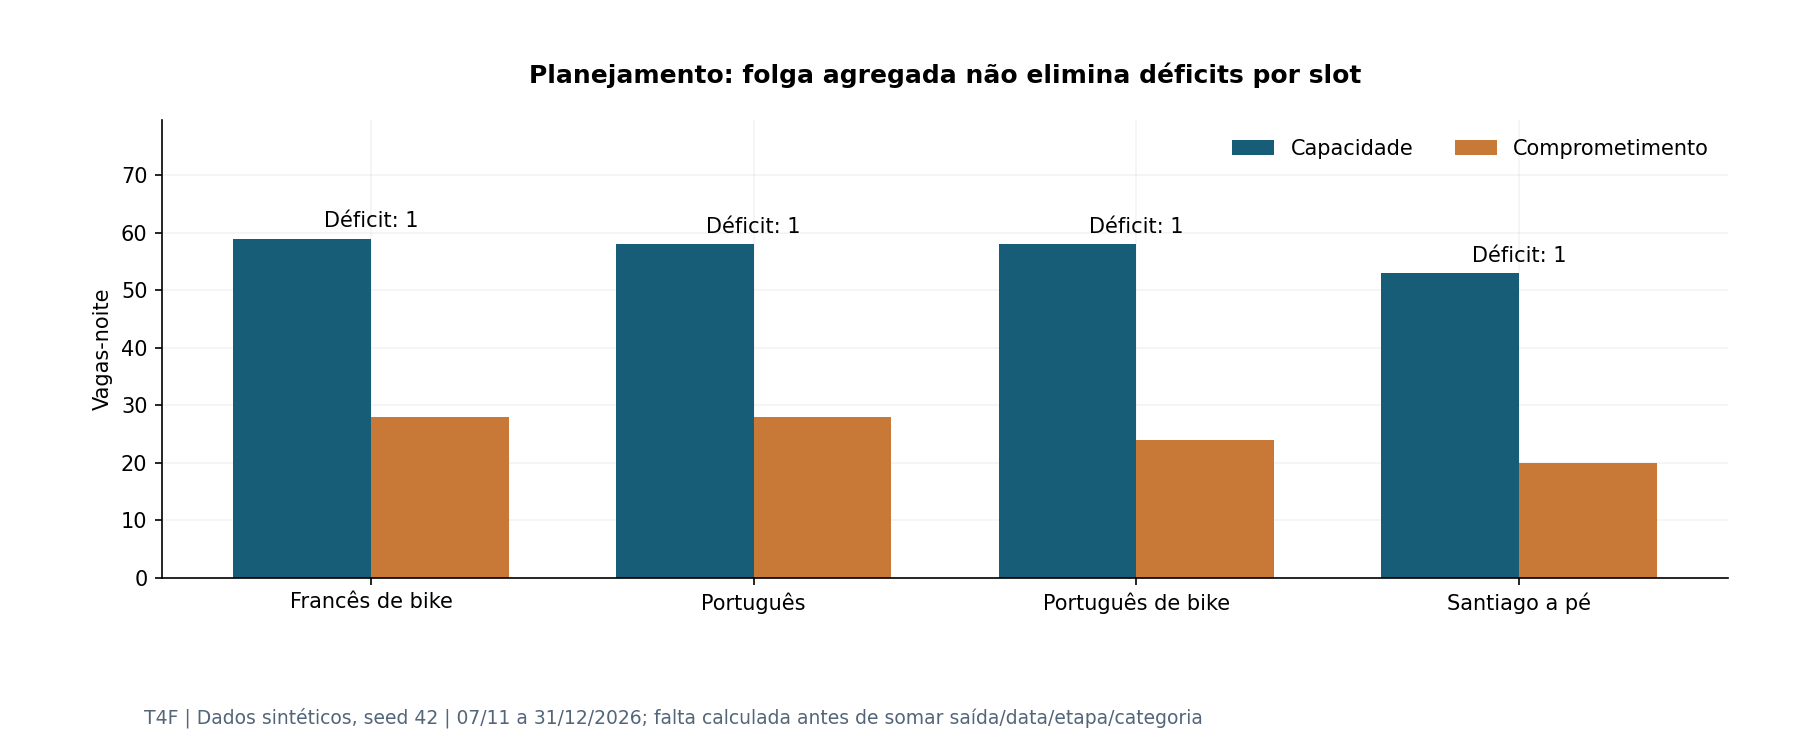 Planejamento: folga agregada não elimina déficits por slot
Capacidade
Comprometimento
Vagas-noite
70
60
50
40
30
20
10
0
Déficit: 1
Déficit: 1
Déficit: 1
Déficit: 1
Francês de bike
Português
Português de bike
Santiago a pé
T4F | Dados sintéticos, seed 42 | 07/11 a 31/12/2026; falta calculada antes de somar saída/data/etapa/categoria